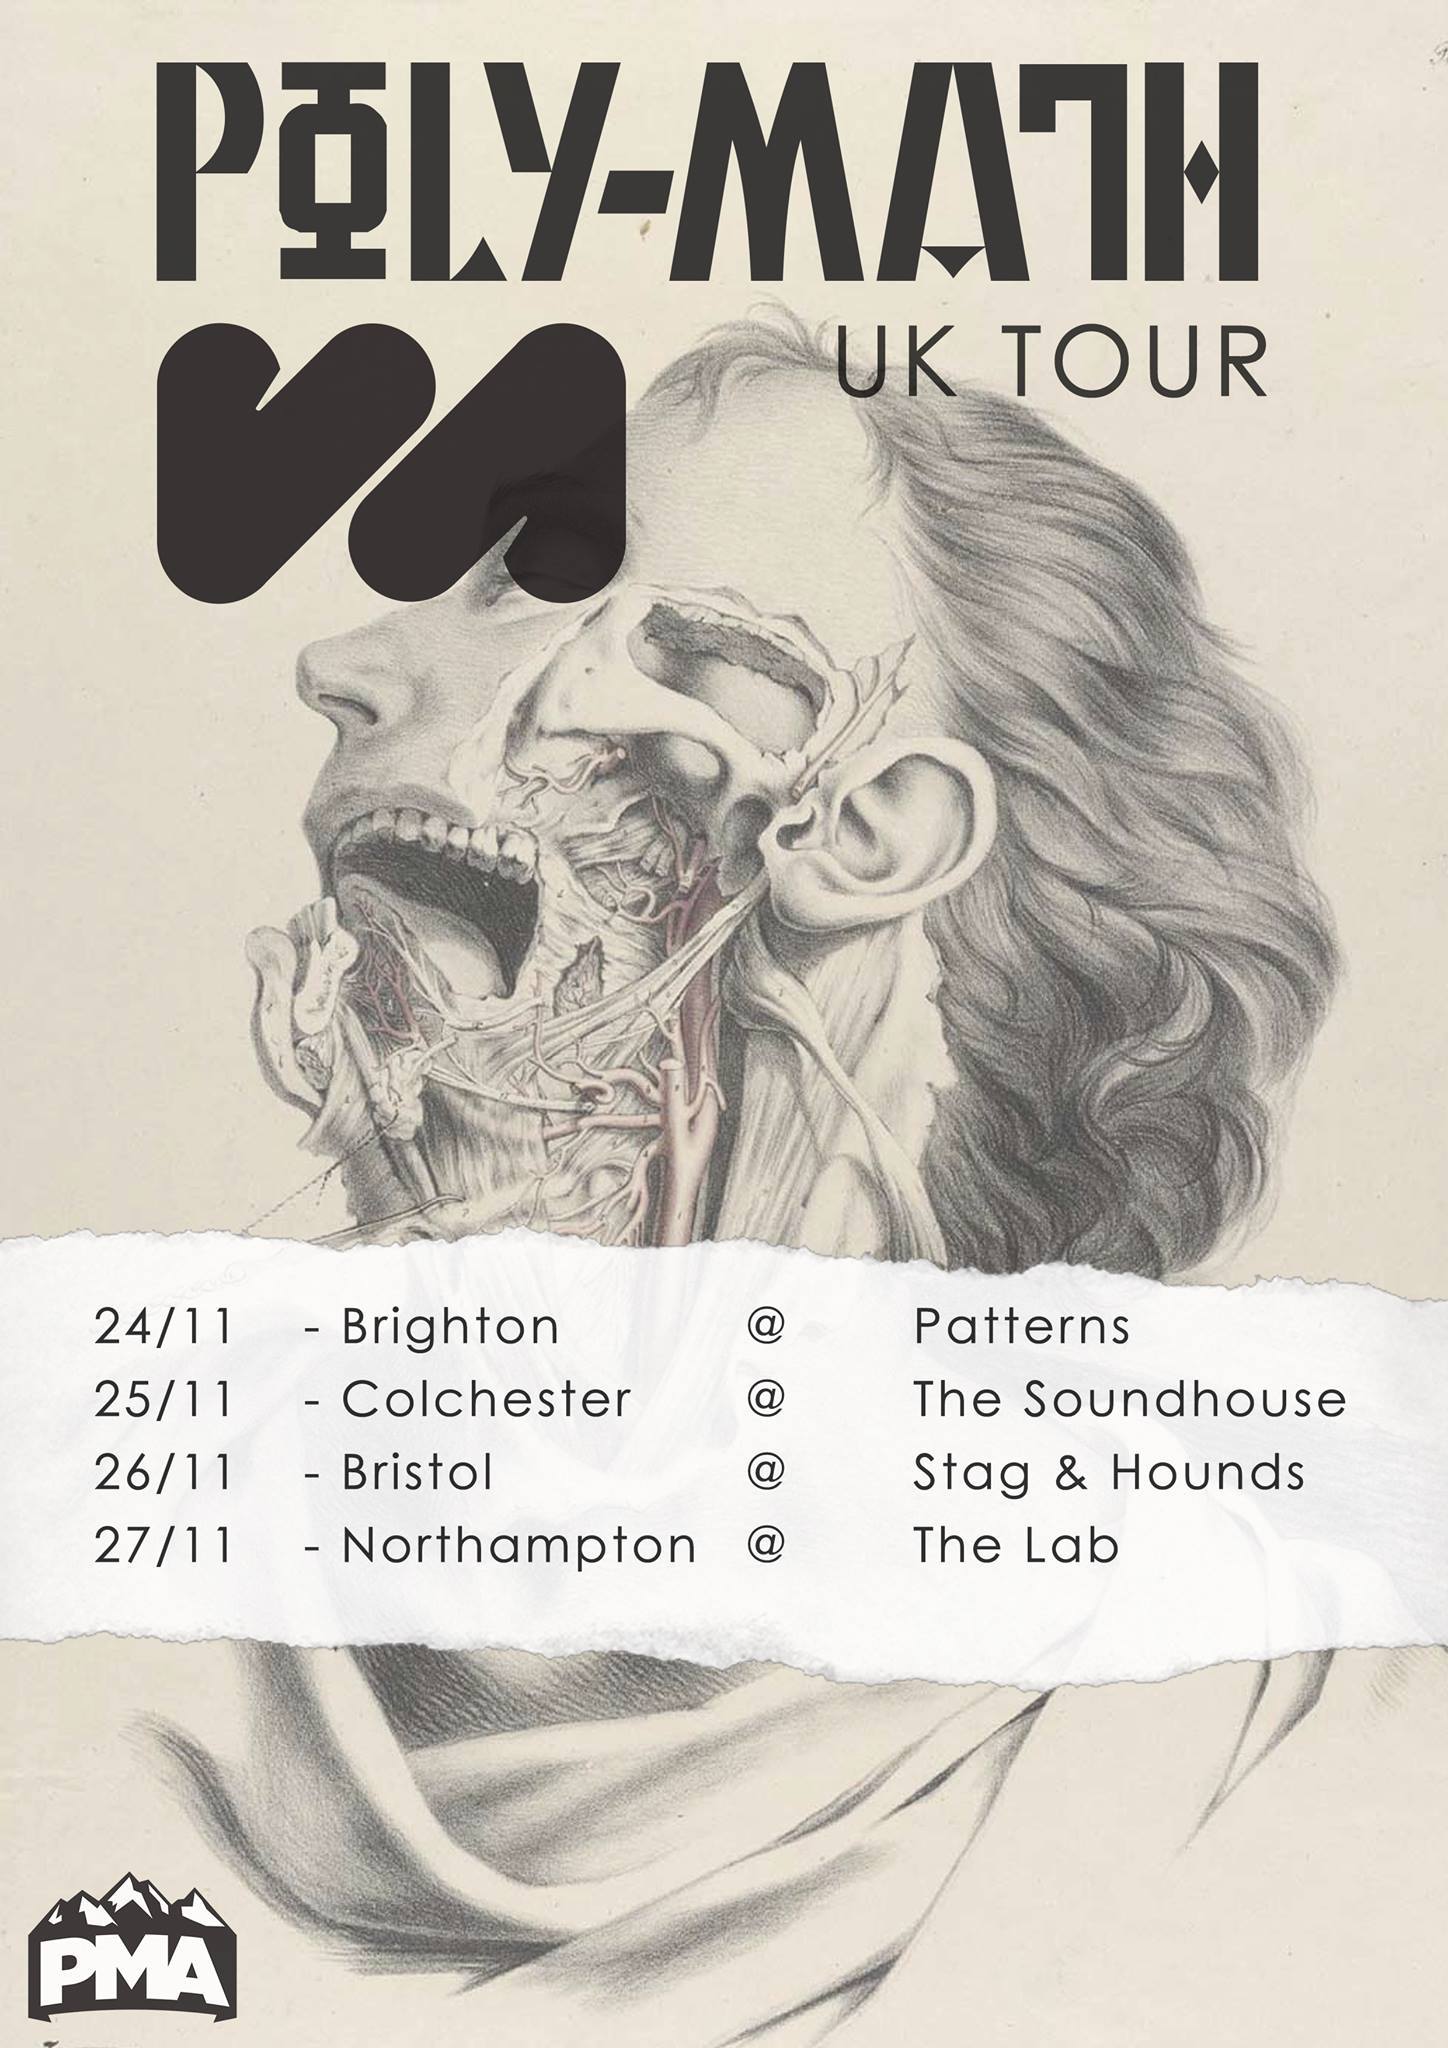 POLY-MATH
UK TOUR
24/11 - Brighton @ Patterns
25/11 - Colchester @ The Soundhouse
26/11 - Bristol @ Stag & Hounds
27/11 - Northampton @ The Lab
PMA